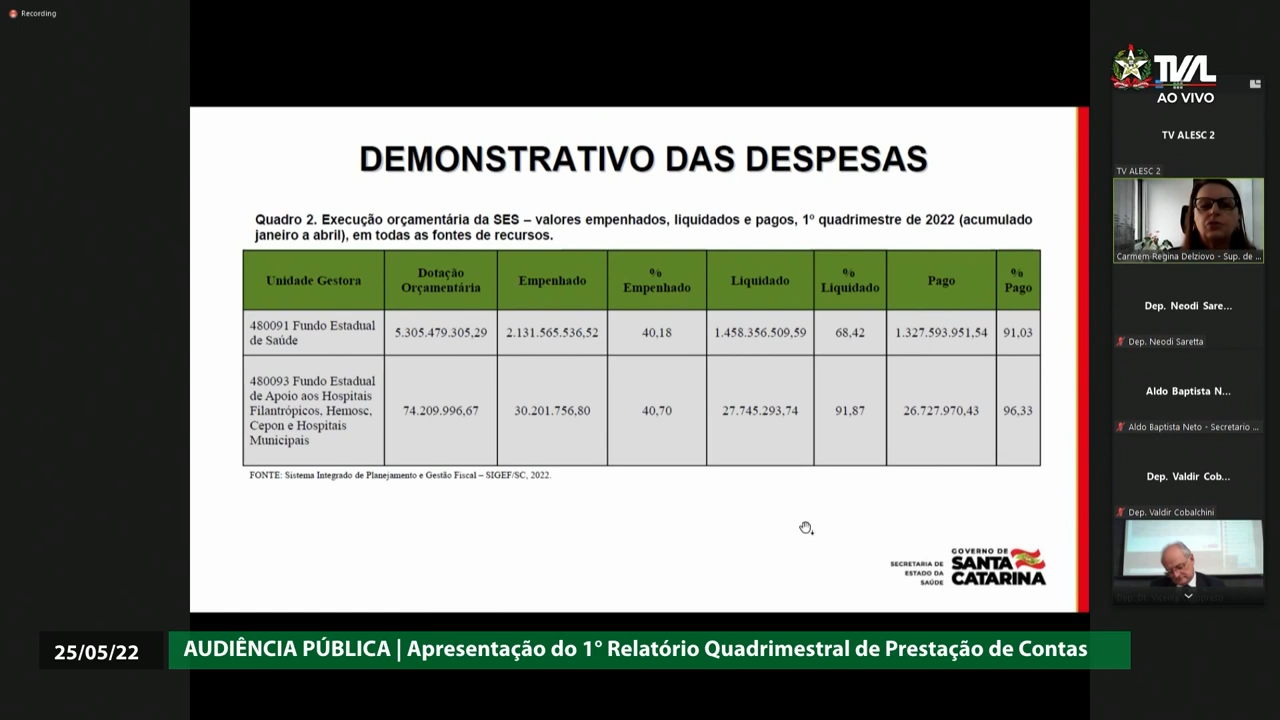 Recording
TVAL
AO VIVO
TV ALESC 2
TV ALESC 2
DEMONSTRATIVO DAS DESPESAS
Quadro 2. Execução orçamentária da SES – valores empenhados, liquidados e pagos, 1º quadrimestre de 2022 (acumulado
janeiro a abril), em todas as fontes de recursos.
Unidade Gestora
Dotação
Orçamentária
Empenhado
%
Empenhado
Liquidado
%
Liquidado
Pago
%
Pago
480091 Fundo Estadual
de Saúde
5.305.479.305,29
2.131.565.536,52
40,18
1.458.356.509,59
68,42
1.327.593.951,54
91,03
480093 Fundo Estadual
de Apoio aos Hospitais
Filantrópicos, Hemosc,
Cepon e Hospitais
Municipais
74.209.996,67
30.201.756,80
40,70
27.745.293,74
91,87
26.727.970,43
96,33
FONTE: Sistema Integrado de Planejamento e Gestão Fiscal – SIGEF/SC, 2022.
SECRETARIA DE
ESTADO DA
SAÚDE
GOVERNO DE
SANTA
CATARINA
Carmem Regina Delziovo - Sup. de ...
Dep. Neodi Sare...
Dep. Neodi Saretta
Aldo Baptista N...
Aldo Baptista Neto - Secretario ...
Dep. Valdir Cob...
Dep. Valdir Cobalchini
25/05/22
AUDIÊNCIA PÚBLICA | Apresentação do 1° Relatório Quadrimestral de Prestação de Contas